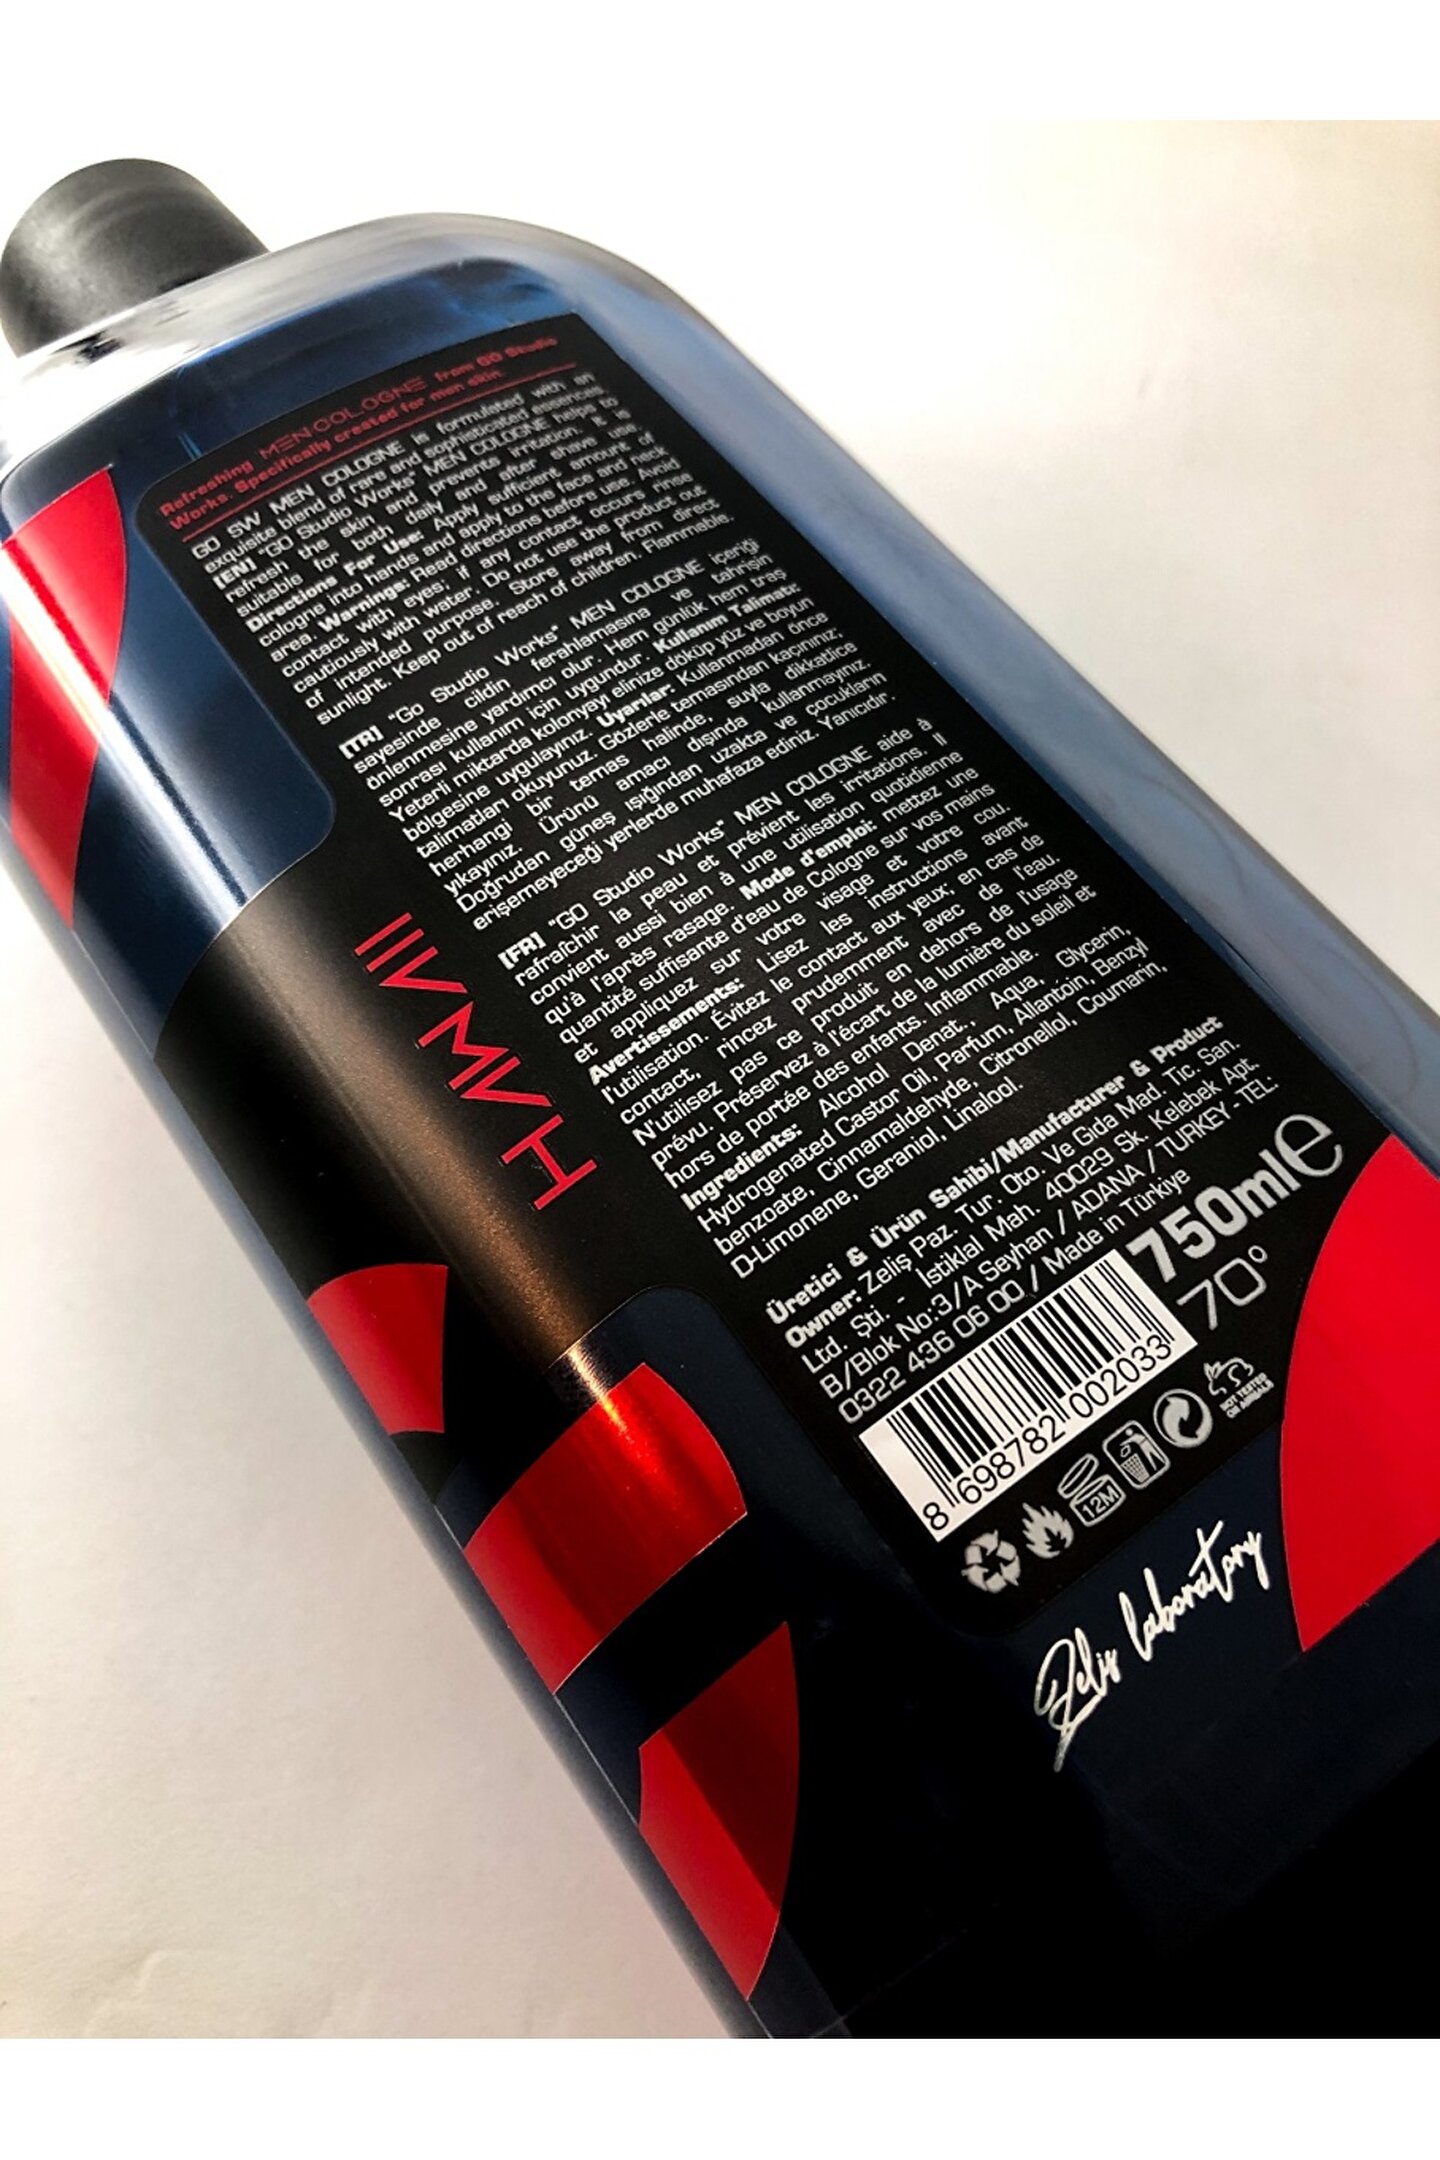 Refreshing MEN COLOGNE from GO Studio
Works. Specifically created for men skin.
GO SW MEN COLOGNE is formulated with an
exquisite blend of rare and sophisticated essences.
[EN] "GO Studio Works" MEN COLOGNE helps to
refresh the skin and prevents irritation. It is
suitable for both daily and after shave use.
Directions For Use: Apply sufficient amount of
cologne into hands and apply to the face and neck
area. Warnings: Read directions before use. Avoid
contact with eyes; if any contact occurs rinse
cautiously with water. Do not use the product out
of intended purpose. Store away from direct
sunlight. Keep out of reach of children. Flammable.
[TR] "Go Studio Works" MEN COLOGNE içeriği
sayesinde cildin ferahlamasına ve tahrişin
önlenmesine yardımcı olur. Hem günlük hem traş
sonrası kullanım için uygundur. Kullanım Talimatı:
Yeterli miktarda kolonyayı elinize döküp yüz ve boyun
bölgesine uygulayınız. Uyarılar: Kullanmadan önce
talimatları okuyunuz. Gözlerle temasından kaçınınız;
herhangi bir temas halinde, suyla dikkatlice
yıkayınız. Ürünü amacı dışında kullanmayınız.
Doğrudan güneş ışığından uzakta ve çocukların
erişemeyeceği yerlerde muhafaza ediniz. Yanıcıdır.
[FR] "GO Studio Works" MEN COLOGNE aide à
rafraîchir la peau et prévient les irritations. Il
convient aussi bien à une utilisation quotidienne
qu'à l'après rasage. Mode d'emploi: mettez une
quantité suffisante d'eau de Cologne sur vos mains
et appliquez sur votre visage et votre cou.
Avertissements: Lisez les instructions avant
l'utilisation. Évitez le contact aux yeux; en cas de
contact, rincez prudemment avec de l'eau.
N'utilisez pas ce produit en dehors de l'usage
prévu. Préservez à l'écart de la lumière du soleil et
hors de portée des enfants. Inflammable.
Ingredients: Alcohol Denat., Aqua, Glycerin,
Hydrogenated Castor Oil, Parfum, Allantoin, Benzyl
benzoate, Cinnamaldehyde, Citronellol, Coumarin,
D-Limonene, Geraniol, Linalool.
Üretici & Ürün Sahibi/Manufacturer & Product
Owner: Zeliş Paz. Tur. Oto. Ve Gıda Mad. Tic. San.
Ltd. Şti. - İstiklal Mah. 40029 Sk. Kelebek Apt.
B/Blok No:3/A Seyhan / ADANA / TURKEY - TEL:
0322 436 06 00 / Made in Türkiye
750ml e
70°
8 698782 002033
12M
NOT TESTED
ON ANIMALS
Zeliş laboratory